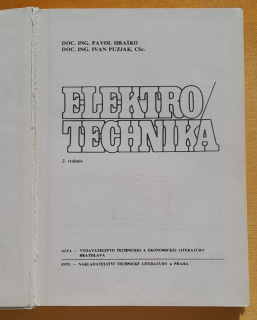 DOC. ING. PAVOL HRAŠKO
DOC. ING. IVAN PUZJAK, CSc.
ELEKTRO/
TECHNIKA
2. vydanie
ALFA – VYDAVATEĽSTVO TECHNICKEJ A EKONOMICKEJ LITERATÚRY
BRATISLAVA
SNTL – NAKLADATELSTVÍ TECHNICKÉ LITERATURY * PRAHA